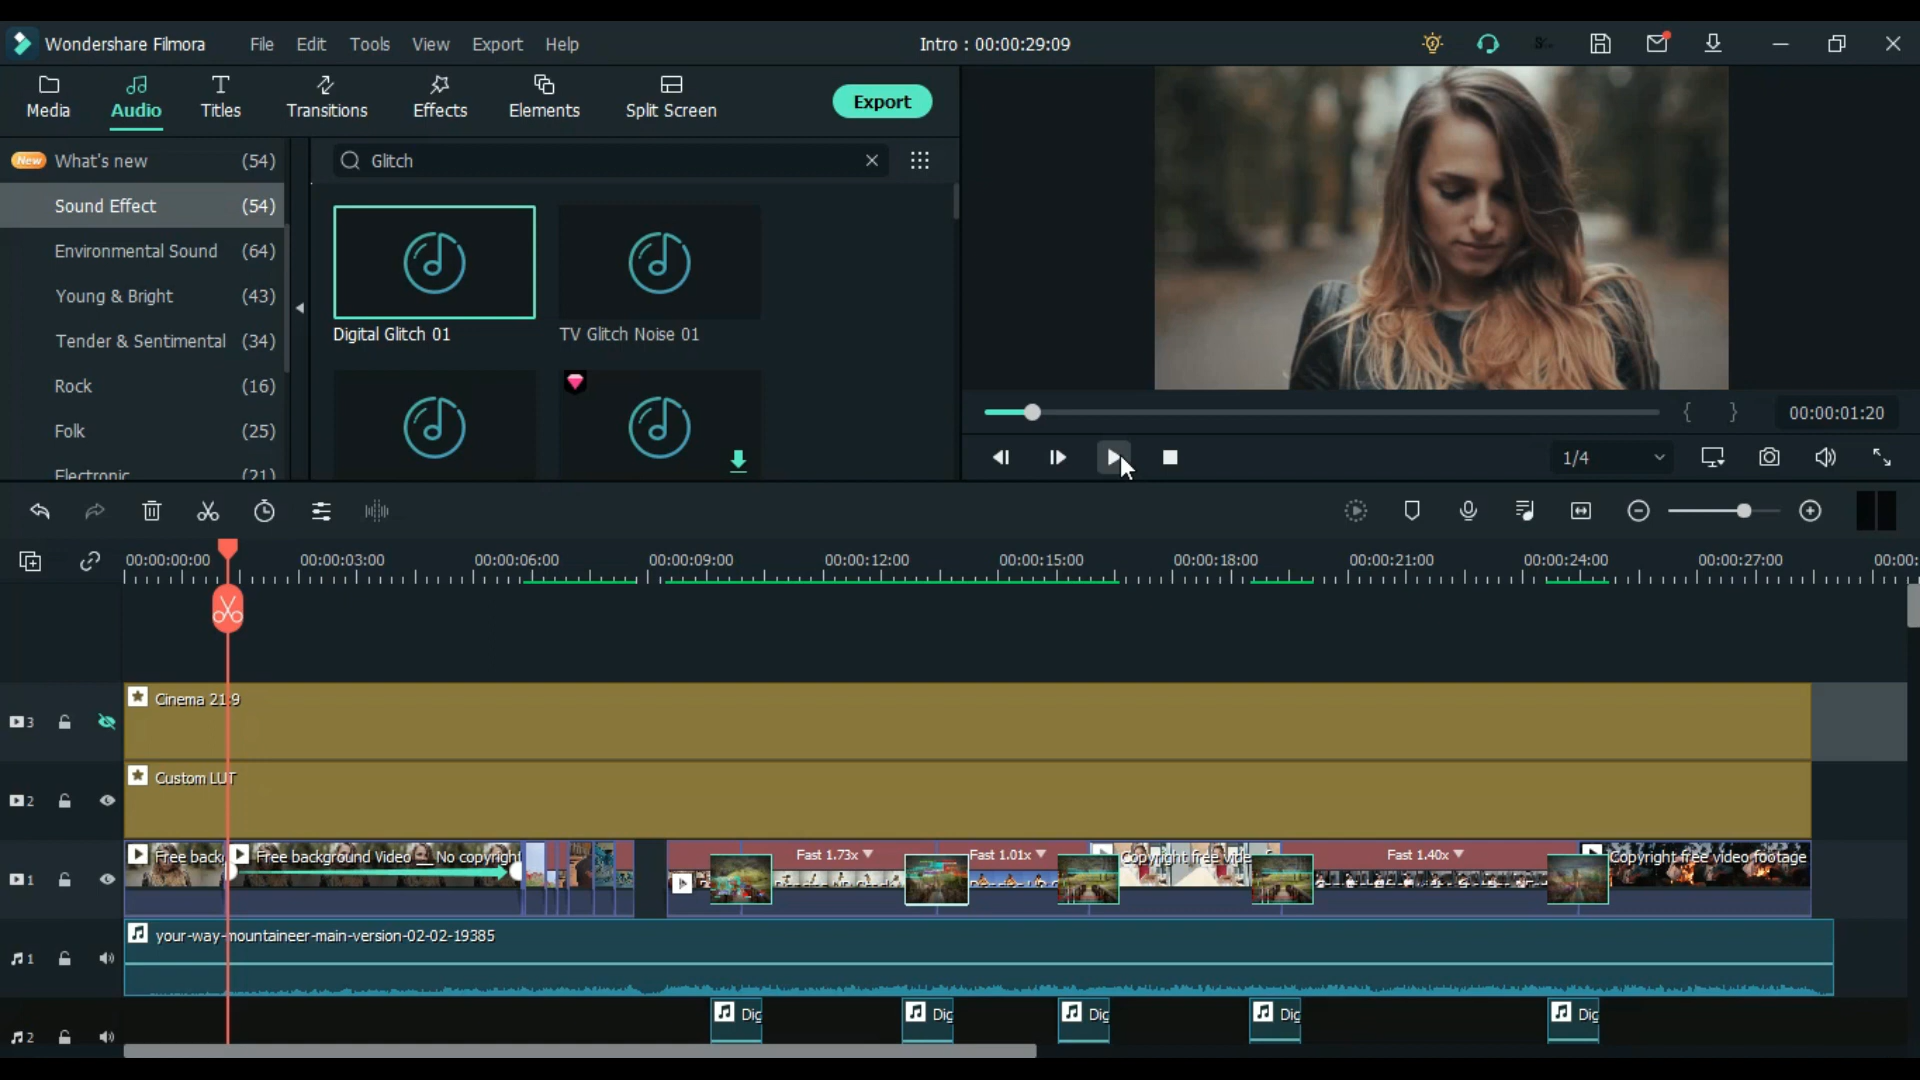 Wondershare Filmora File Edit Tools View Export Help Intro : 00:00:29:09
Media Audio Titles Transitions Effects Elements Split Screen Export
New What's new (54)
Glitch
Sound Effect (54)
Environmental Sound (64)
Young & Bright (43)
Tender & Sentimental (34)
Rock (16)
Folk (25)
Electronic (21)
Digital Glitch 01 TV Glitch Noise 01
{ } 00:00:01:20
1/4
00:00:00:00 00:00:03:00 00:00:06:00 00:00:09:00 00:00:12:00 00:00:15:00 00:00:18:00 00:00:21:00 00:00:24:00 00:00:27:00 00:00:
Cinema 21:9
3
Custom LUT
2
Free back Free background Video __ No copyright Fast 1.73x Fast 1.01x Copyright free vide Fast 1.40x Copyright free video footage
1
your-way-mountaineer-main-version-02-02-19385
1
Dig Dig Dig Dig Dig
2